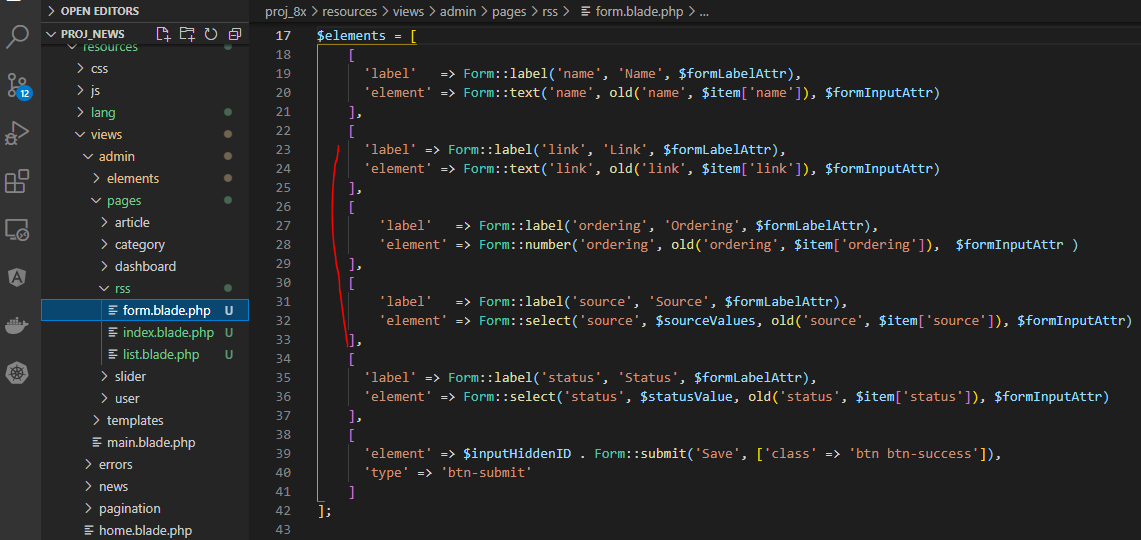 OPEN EDITORS
PROJ_NEWS
resources
css
js
lang
views
admin
elements
pages
article
category
dashboard
rss
form.blade.php U
index.blade.php U
list.blade.php U
slider
user
templates
main.blade.php
errors
news
pagination
home.blade.php
12
proj_8x > resources > views > admin > pages > rss > form.blade.php > ...
17 $elements = [
18 [
19 'label' => Form::label('name', 'Name', $formLabelAttr),
20 'element' => Form::text('name', old('name', $item['name']), $formInputAttr)
21 ],
22 [
23 'label' => Form::label('link', 'Link', $formLabelAttr),
24 'element' => Form::text('link', old('link', $item['link']), $formInputAttr)
25 ],
26 [
27 'label' => Form::label('ordering', 'Ordering', $formLabelAttr),
28 'element' => Form::number('ordering', old('ordering', $item['ordering']), $formInputAttr )
29 ],
30 [
31 'label' => Form::label('source', 'Source', $formLabelAttr),
32 'element' => Form::select('source', $sourceValues, old('source', $item['source']), $formInputAttr)
33 ],
34 [
35 'label' => Form::label('status', 'Status', $formLabelAttr),
36 'element' => Form::select('status', $statusValue, old('status', $item['status']), $formInputAttr)
37 ],
38 [
39 'element' => $inputHiddenID . Form::submit('Save', ['class' => 'btn btn-success']),
40 'type' => 'btn-submit'
41 ]
42 ];
43